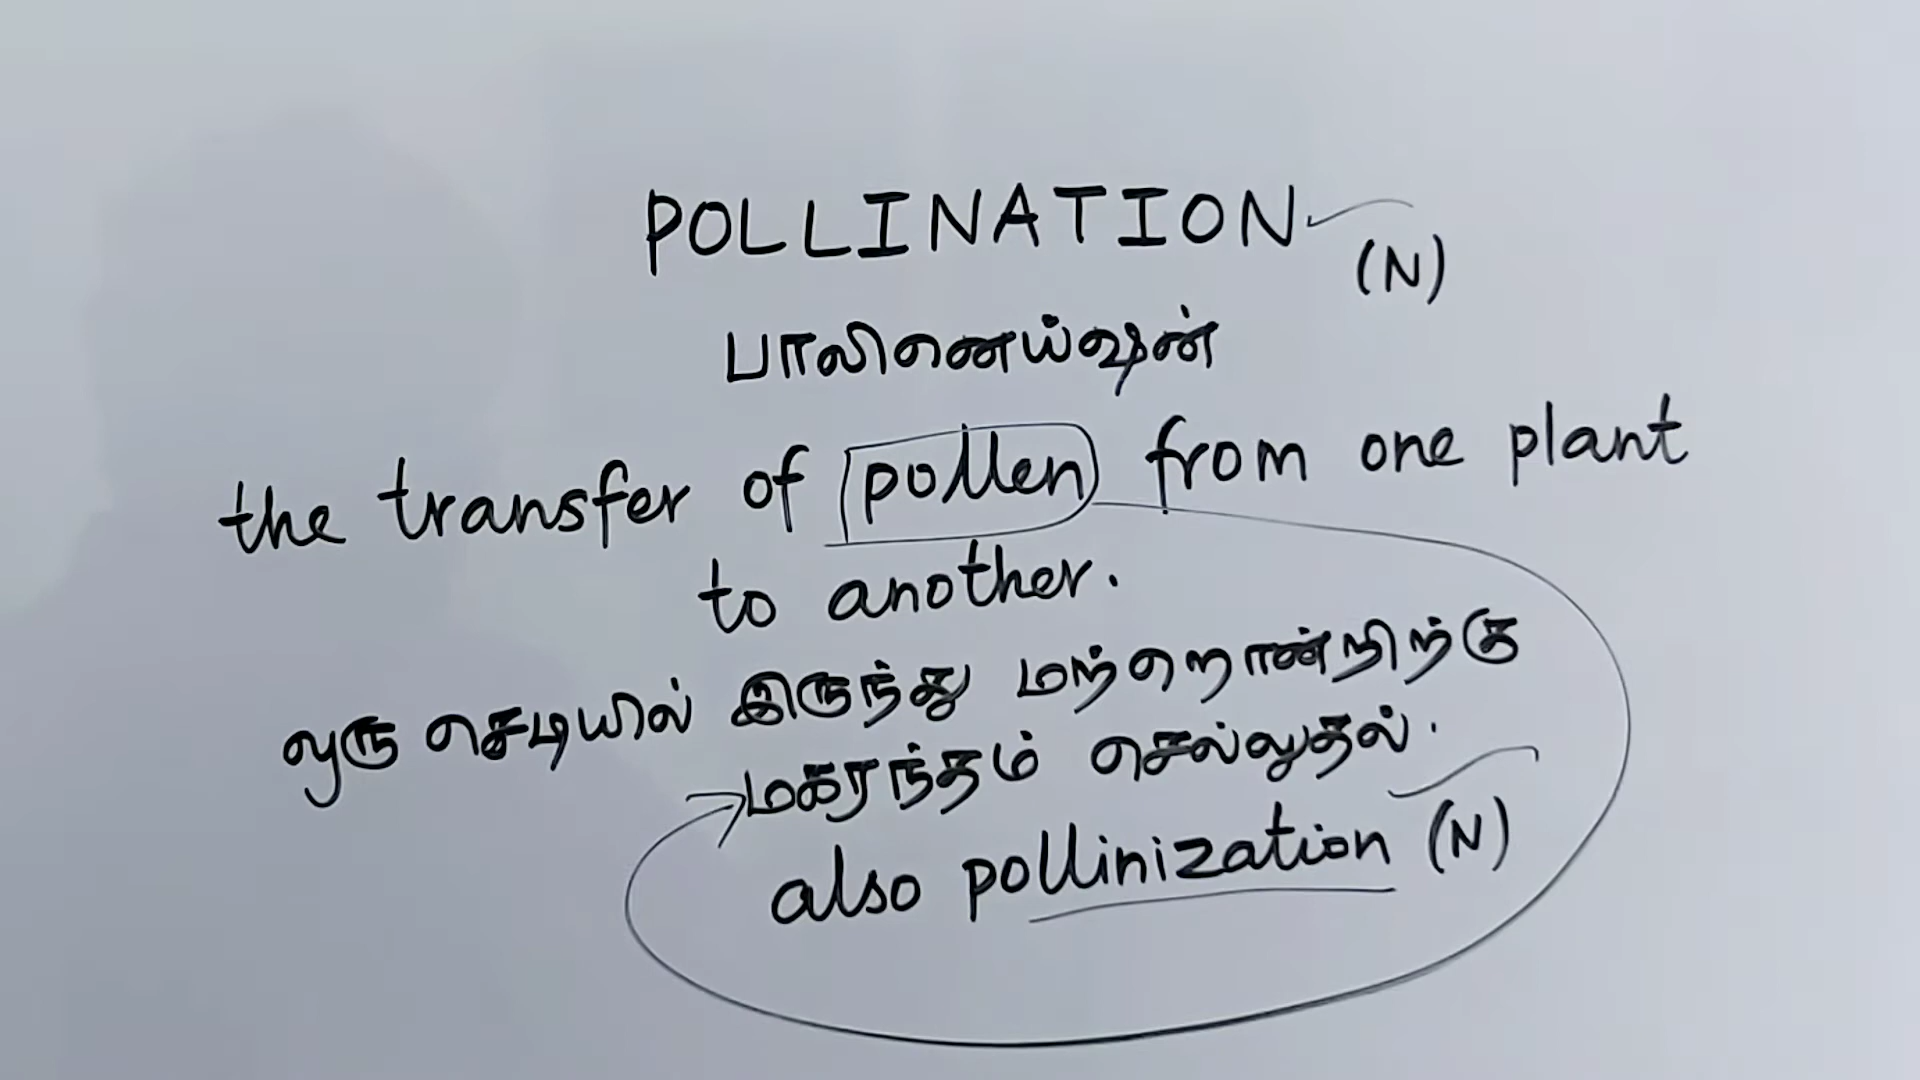 POLLINATION (N)
பாலினெய்ஷன்
the transfer of pollen from one plant
to another.
ஒரு செடியில் இருந்து மற்றொண்றிற்கு
மகரந்தம் செல்லுதல்.
also pollinization (N)